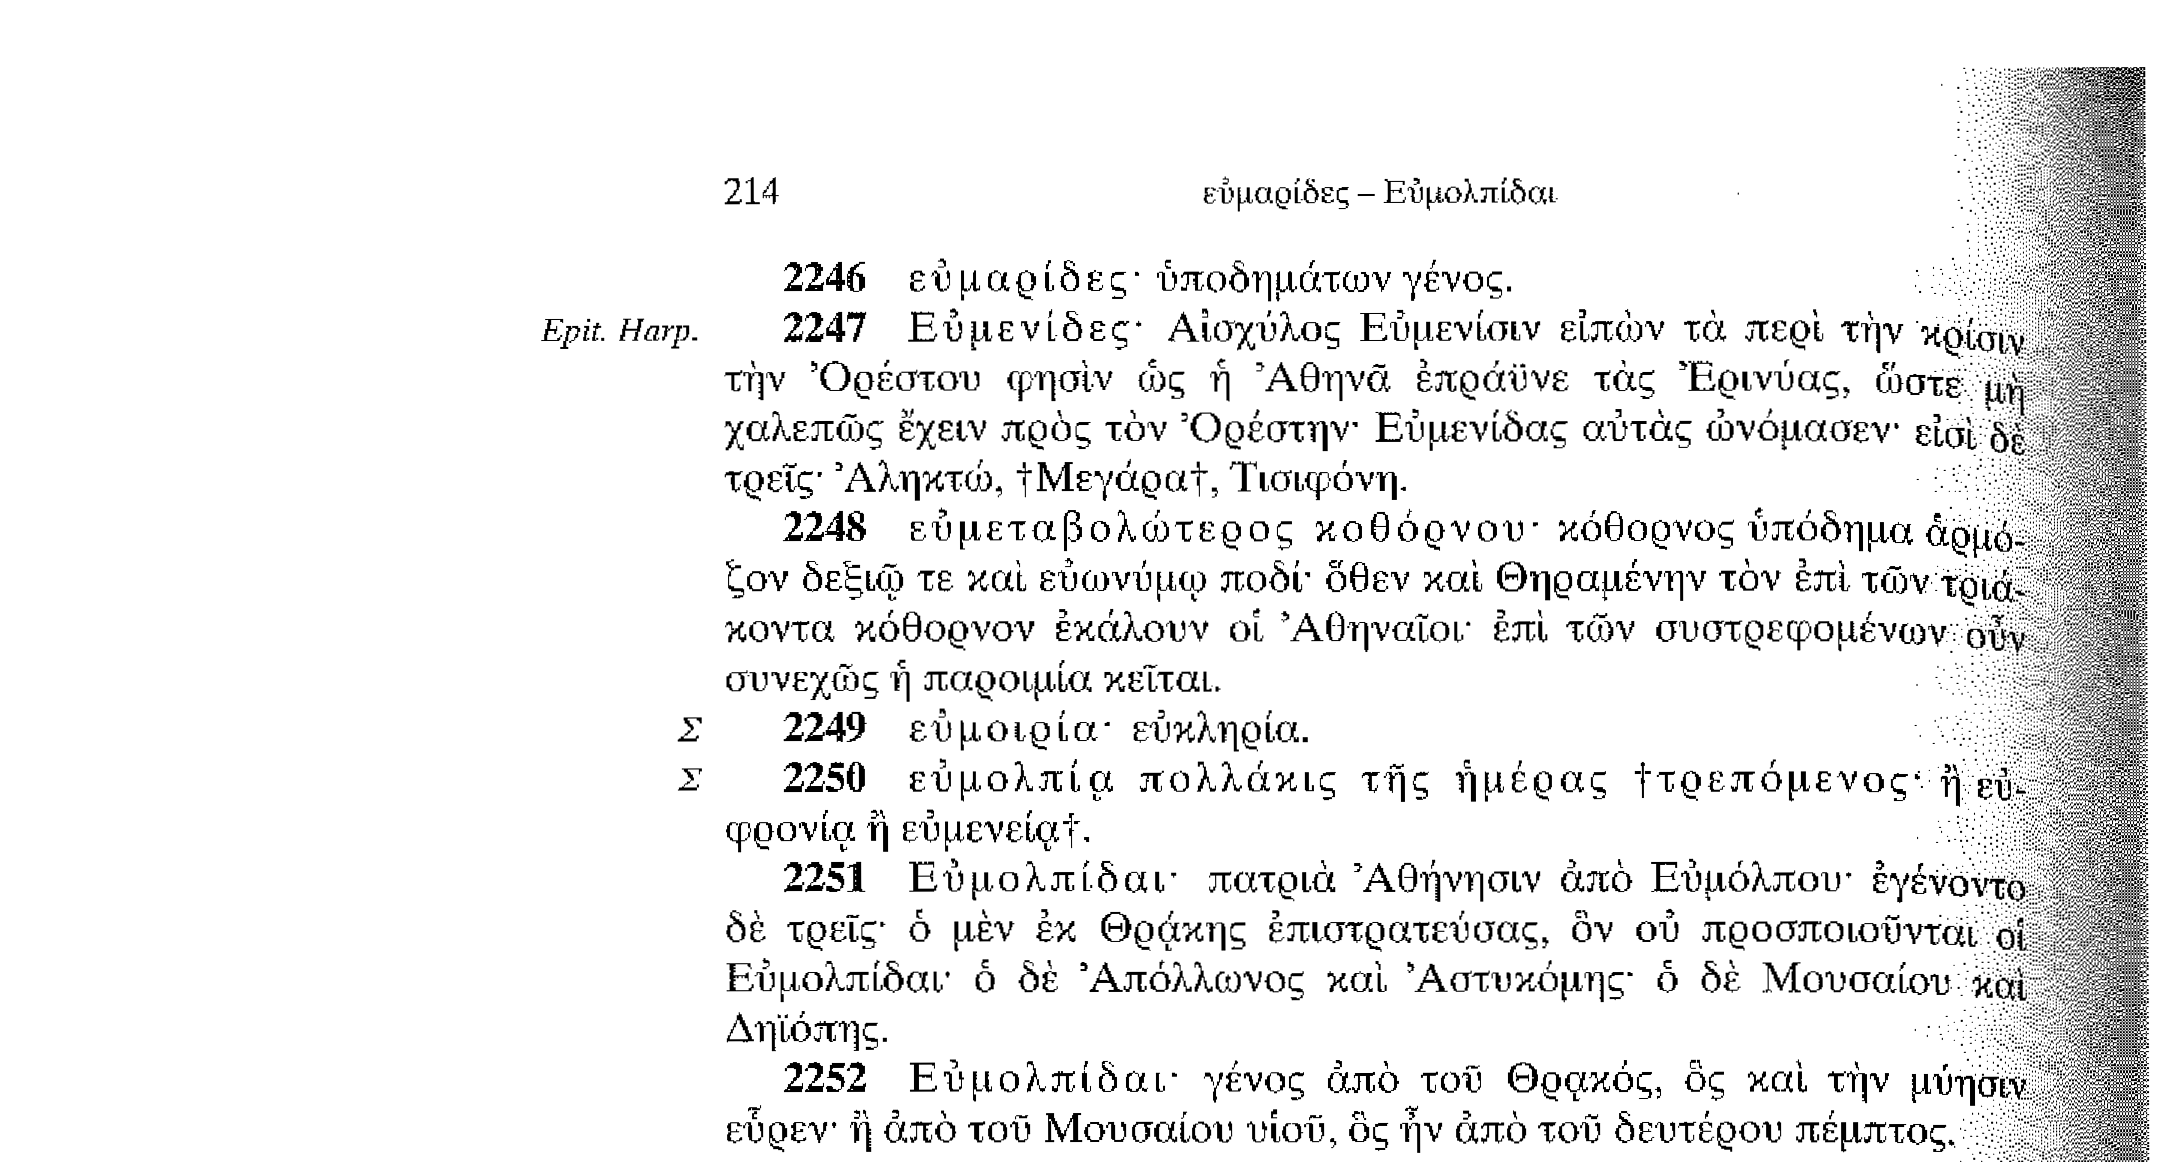 214 εὐμαρίδες – Εὐμολπίδαι
2246 εὐμαρίδες· ὑποδημάτων γένος.
Epit. Harp. 2247 Εὐμενίδες· Αἰσχύλος Εὐμενίσιν εἰπὼν τὰ περὶ τὴν κρίσιν
τὴν Ὀρέστου φησὶν ὡς ἡ Ἀθηνᾶ ἐπράϋνε τὰς Ἐρινύας, ὥστε μὴ
χαλεπῶς ἔχειν πρὸς τὸν Ὀρέστην· Εὐμενίδας αὐτὰς ὠνόμασεν· εἰσὶ δὲ
τρεῖς· Ἀληκτώ, †Μεγάρα†, Τισιφόνη.
2248 εὐμεταβολώτερος κοθόρνου· κόθορνος ὑπόδημα ἁρμό-
ζον δεξιῷ τε καὶ εὐωνύμῳ ποδί· ὅθεν καὶ Θηραμένην τὸν ἐπὶ τῶν τριά-
κοντα κόθορνον ἐκάλουν οἱ Ἀθηναῖοι· ἐπὶ τῶν συστρεφομένων οὖν
συνεχῶς ἡ παροιμία κεῖται.
Σ 2249 εὐμοιρία· εὐκληρία.
Σ 2250 εὐμολπίᾳ πολλάκις τῆς ἡμέρας †τρεπόμενος· ἢ εὐ-
φρονίᾳ ἢ εὐμενείᾳ†.
2251 Εὐμολπίδαι· πατριὰ Ἀθήνησιν ἀπὸ Εὐμόλπου· ἐγένοντο
δὲ τρεῖς· ὁ μὲν ἐκ Θρᾴκης ἐπιστρατεύσας, ὃν οὐ προσποιοῦνται οἱ
Εὐμολπίδαι· ὁ δὲ Ἀπόλλωνος καὶ Ἀστυκόμης· ὁ δὲ Μουσαίου καὶ
Δηϊόπης.
2252 Εὐμολπίδαι· γένος ἀπὸ τοῦ Θρᾳκός, ὃς καὶ τὴν μύησιν
εὗρεν· ἢ ἀπὸ τοῦ Μουσαίου υἱοῦ, ὃς ἦν ἀπὸ τοῦ δευτέρου πέμπτος.